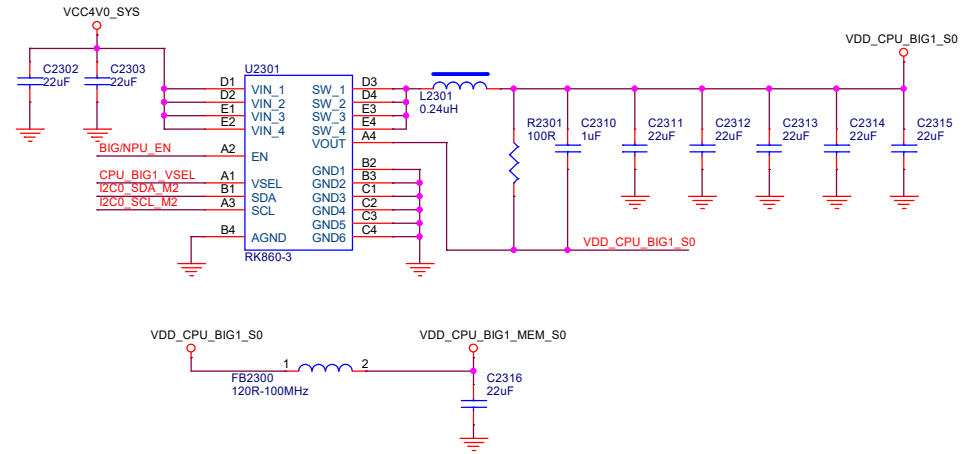 VCC4V0_SYS
VDD_CPU_BIG1_S0
C2302
22uF
C2303
22uF
U2301
D1 VIN_1 SW_1 D3
D2 VIN_2 SW_2 D4
E1 VIN_3 SW_3 E3
E2 VIN_4 SW_4 E4
VOUT A4
BIG/NPU_EN A2 EN
GND1 B2
CPU_BIG1_VSEL A1 VSEL GND2 B3
I2C0_SDA_M2 B1 SDA GND3 C1
I2C0_SCL_M2 A3 SCL GND4 C2
GND5 C3
B4 AGND GND6 C4
RK860-3
L2301
0.24uH
R2301
100R
C2310
1uF
C2311
22uF
C2312
22uF
C2313
22uF
C2314
22uF
C2315
22uF
VDD_CPU_BIG1_S0
VDD_CPU_BIG1_S0
VDD_CPU_BIG1_MEM_S0
1 2
FB2300
120R-100MHz
C2316
22uF